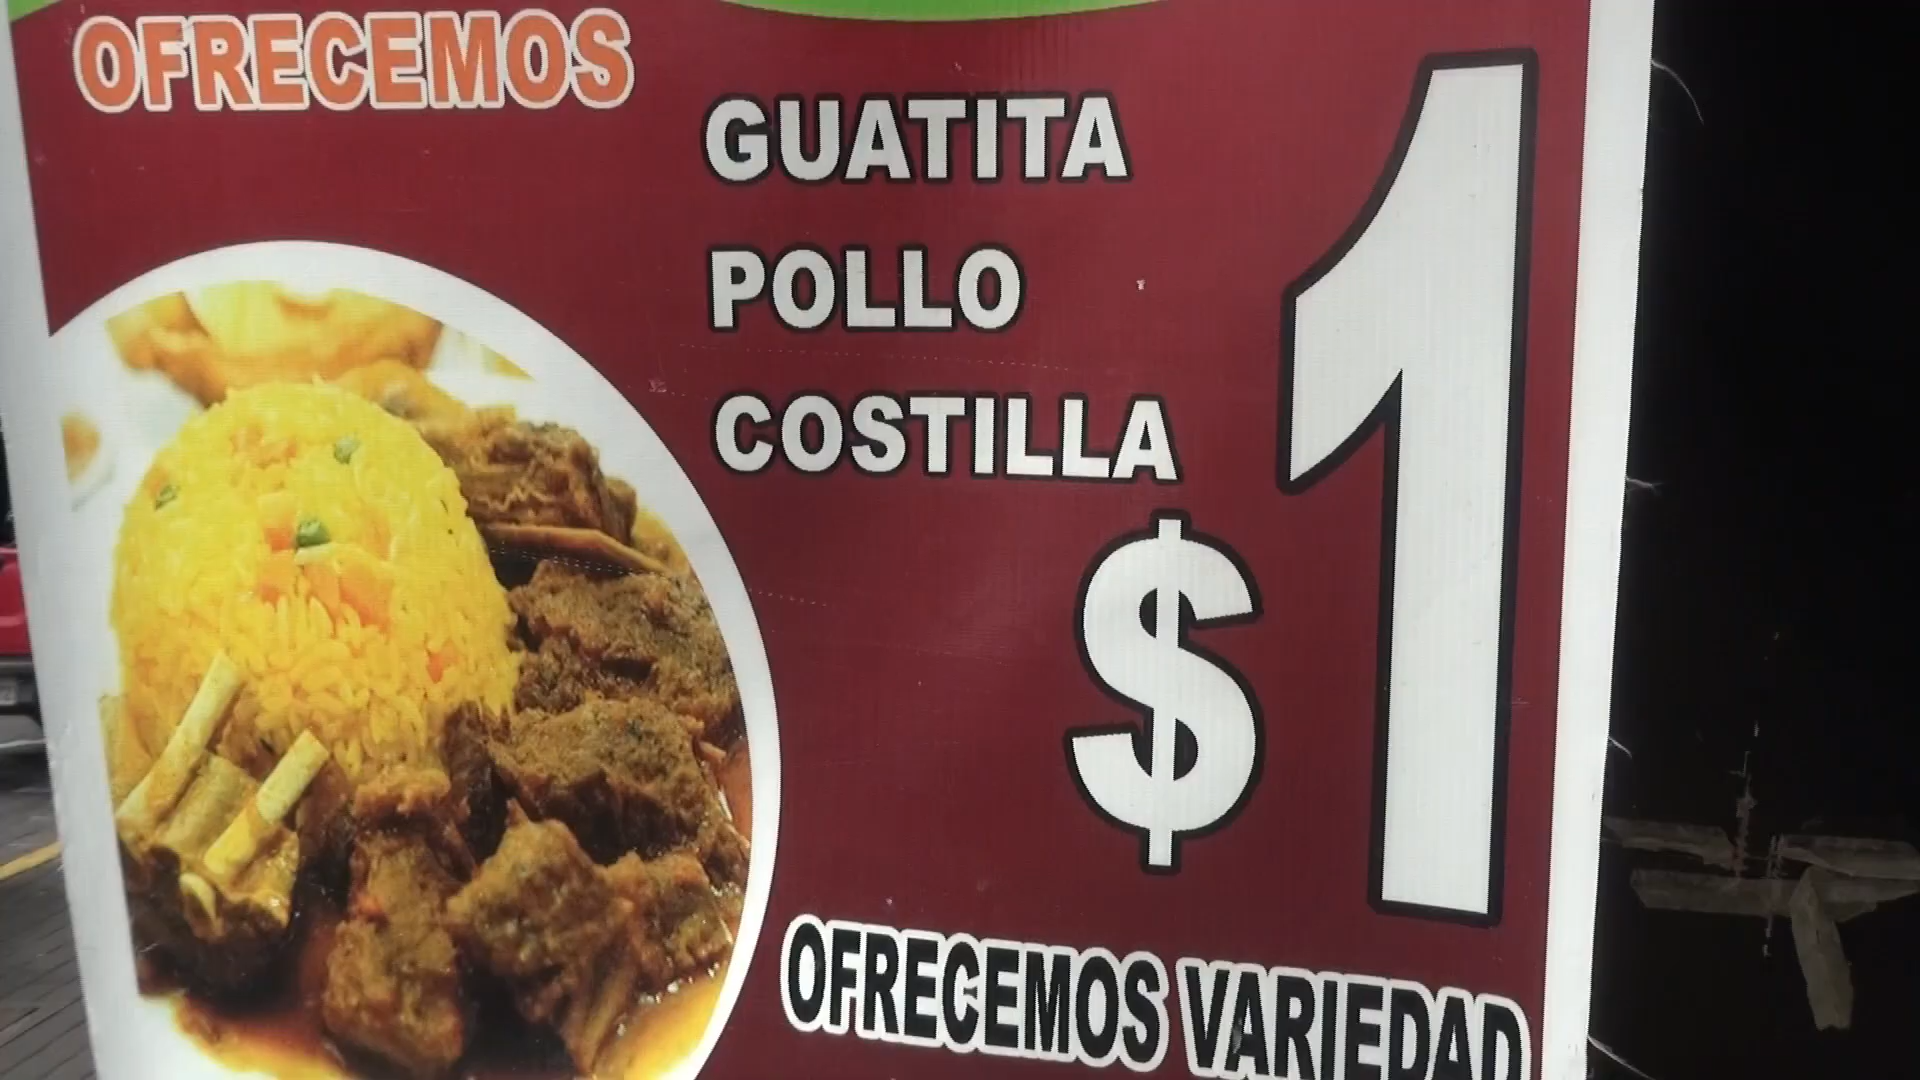 OFRECEMOS
GUATITA
POLLO
COSTILLA
$1
OFRECEMOS VARIEDAD